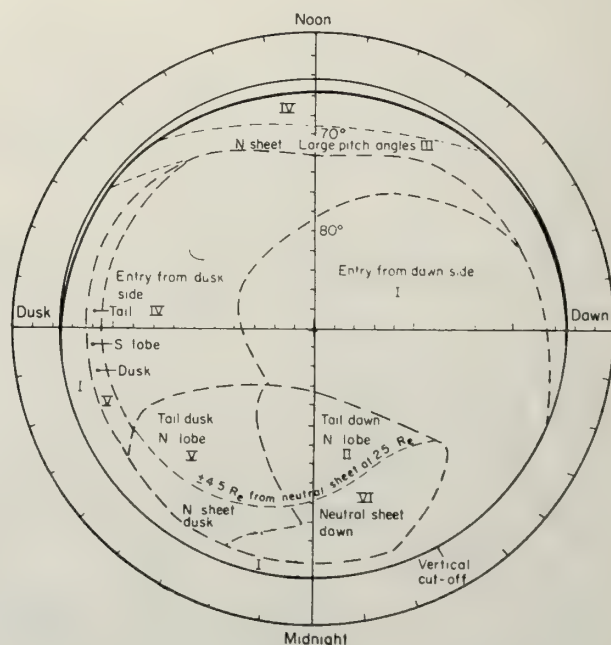 Noon
IV
70°
N sheet Large pitch angles III
80°
Entry from dusk
side
Entry from dawn side
I
Dusk
Tail IV
Dawn
S lobe
Dusk
I
V
Tail dusk
N lobe
V
Tail dawn
N lobe
II
±4.5 Re from neutral sheet at 25 Re
N sheet
dusk
VI
Neutral sheet
dawn
I
Vertical
cut-off
Midnight